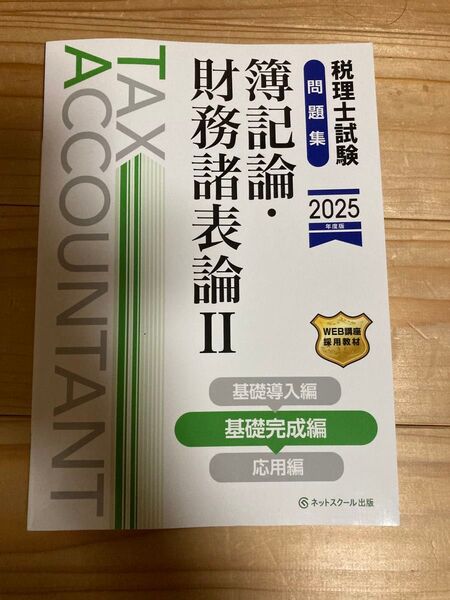 税理士試験
問題集
2025
年度版
簿記論・
財務諸表論II
TAX
ACCOUNTANT
WEB講座
採用教材
基礎導入編
基礎完成編
応用編
ネットスクール出版